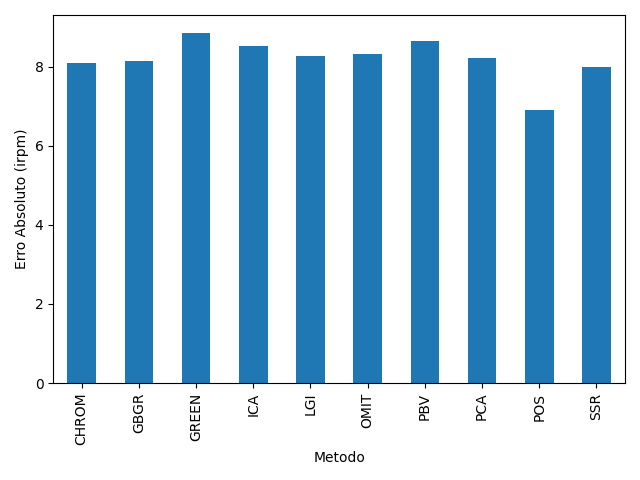 Erro Absoluto (irpm)
8
6
4
2
0
CHROM
GBGR
GREEN
ICA
LGI
OMIT
PBV
PCA
POS
SSR
Metodo